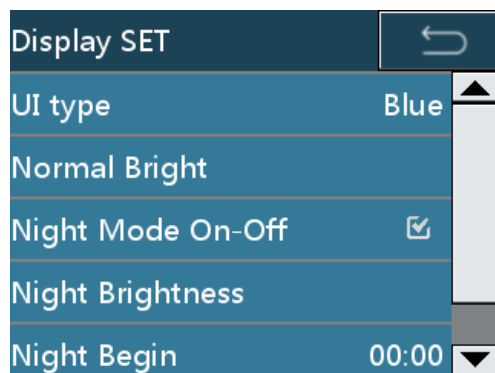 Display SET
UI type Blue
Normal Bright
Night Mode On-Off
Night Brightness
Night Begin 00:00